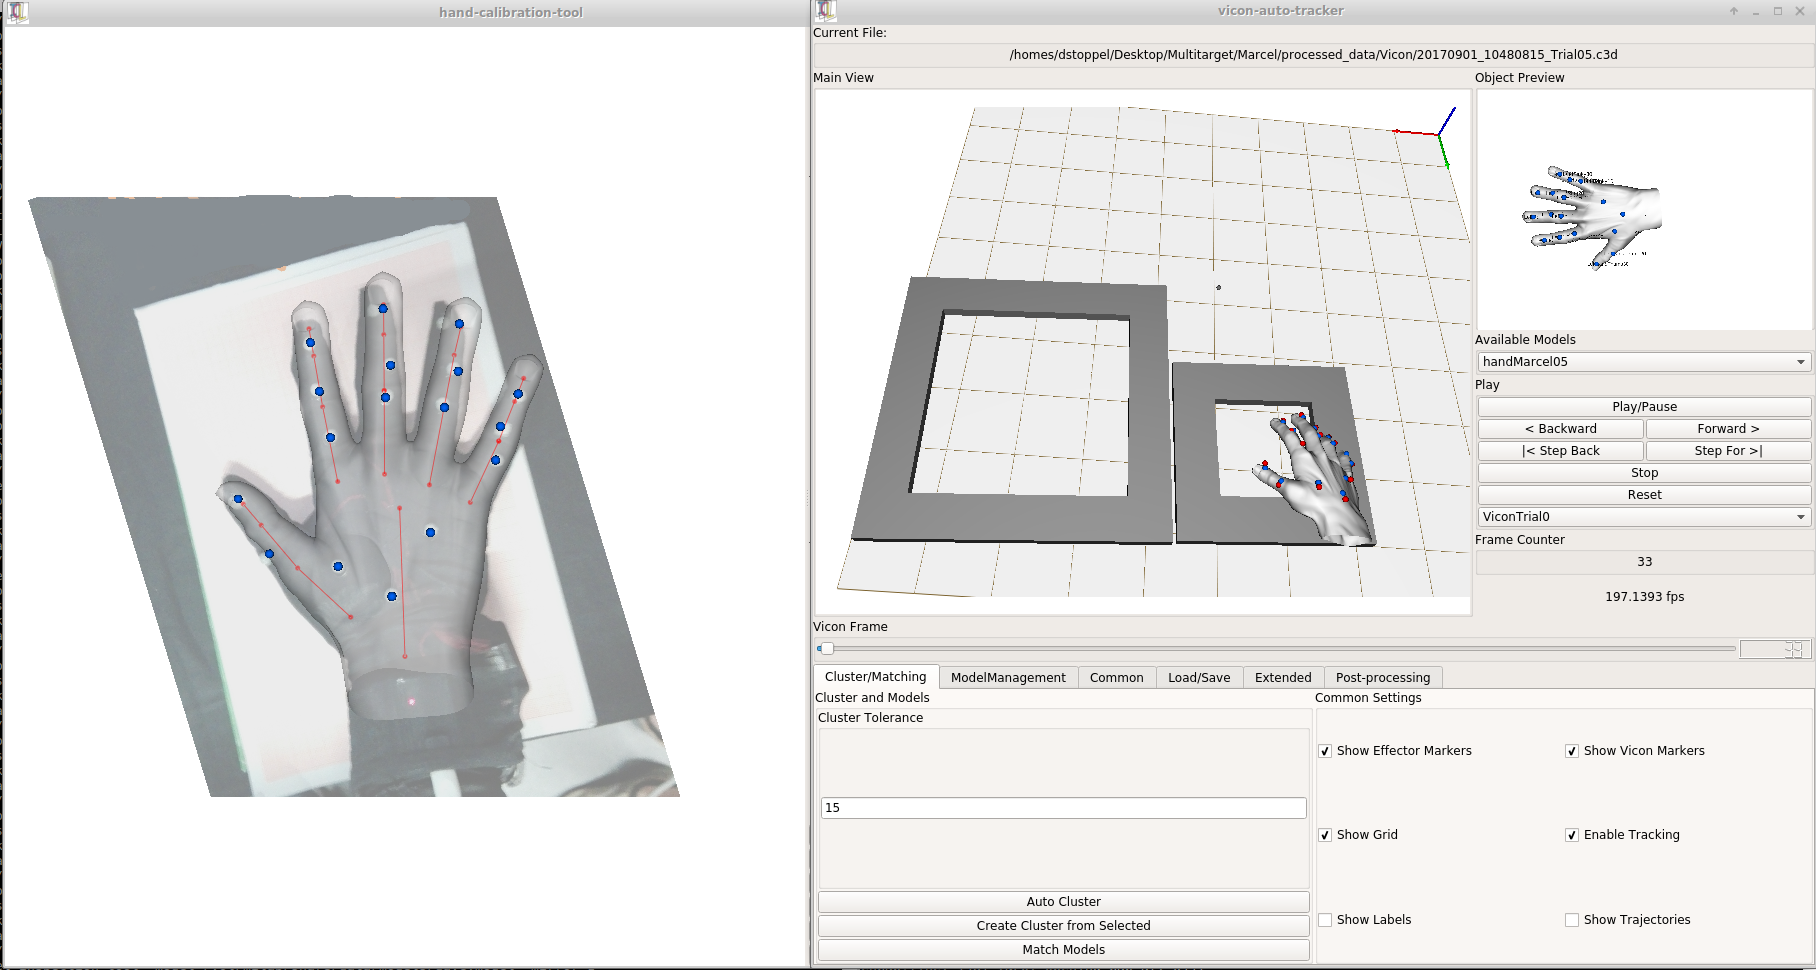 hand-calibration-tool
vicon-auto-tracker
Current File:
/homes/dstoppel/Desktop/Multitarget/Marcel/processed_data/Vicon/20170901_10480815_Trial05.c3d
Main View
Object Preview
Available Models
handMarcel05
Play
Play/Pause
< Backward
Forward >
|< Step Back
Step For >|
Stop
Reset
ViconTrial0
Frame Counter
33
197.1393 fps
Vicon Frame
Cluster/Matching
ModelManagement
Common
Load/Save
Extended
Post-processing
Cluster and Models
Common Settings
Cluster Tolerance
Show Effector Markers
Show Vicon Markers
15
Show Grid
Enable Tracking
Auto Cluster
Show Labels
Show Trajectories
Create Cluster from Selected
Match Models